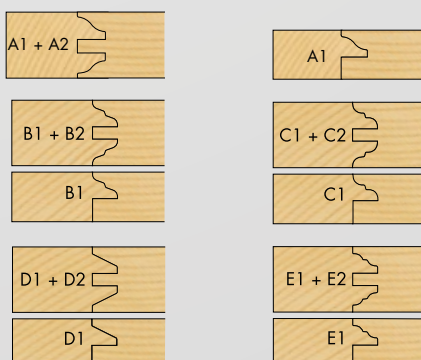 A1 + A2
A1
B1 + B2
C1 + C2
B1
C1
D1 + D2
E1 + E2
D1
E1